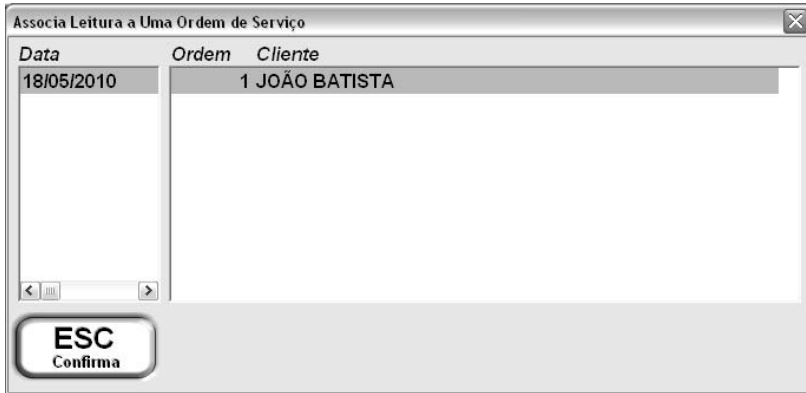 Associa Leitura a Uma Ordem de Serviço
Data Ordem Cliente
18/05/2010 1 JOÃO BATISTA
ESC
Confirma